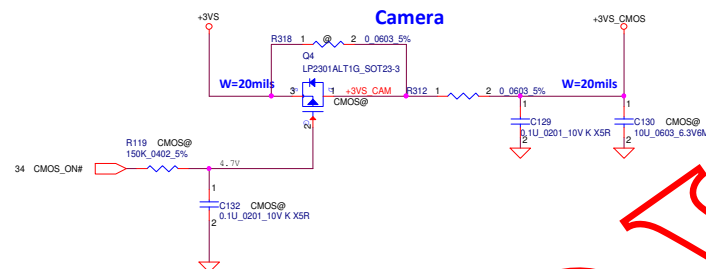 Camera
+3VS
+3VS_CMOS
R318 1 @ 2 0_0603_5%
Q4
LP2301ALT1G_SOT23-3
W=20mils
3 1 +3VS_CAM R312 1 2 0_0603_5%
W=20mils
CMOS@
2
1
C129
0.1U_0201_10V K X5R
2
1
C130 CMOS@
10U_0603_6.3V6M
2
R119 CMOS@
150K_0402_5%
34 CMOS_ON#
4.7V
1
C132 CMOS@
0.1U_0201_10V K X5R
2